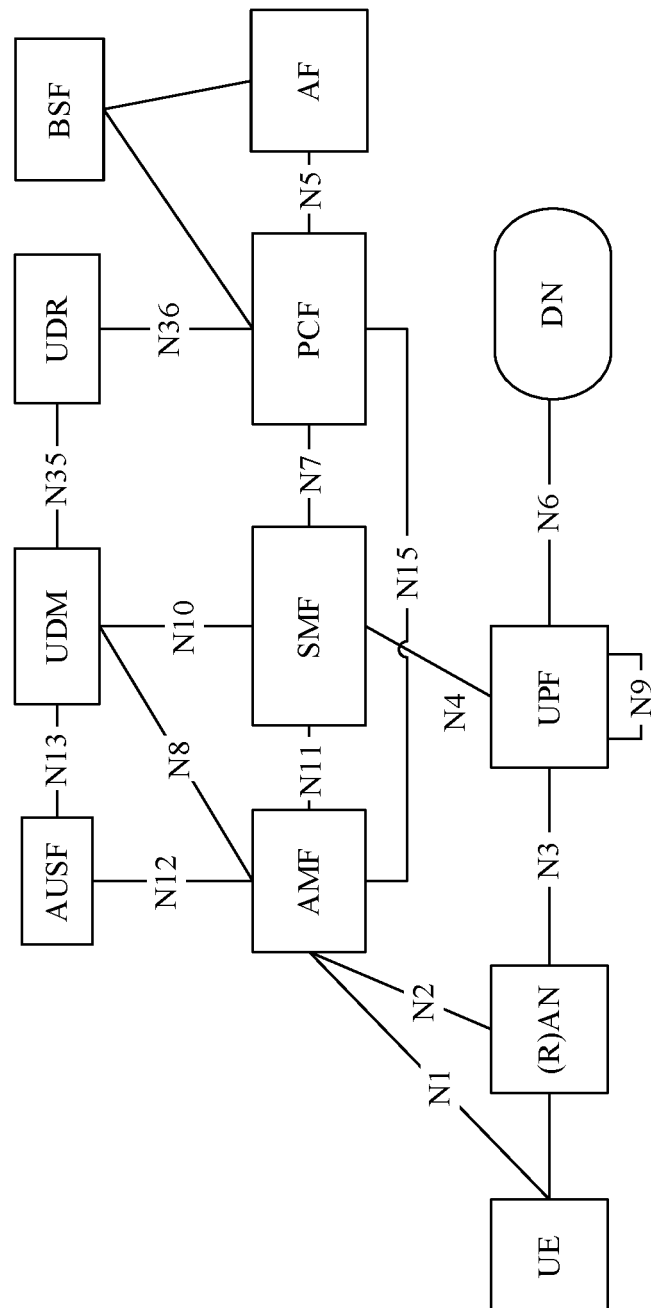 AUSF
N13
UDM
N35
UDR
BSF
N12
N8
N10
N36
AMF
N11
SMF
N7
PCF
N5
AF
N1
N2
N4
N15
UE
(R)AN
N3
UPF
N6
DN
N9